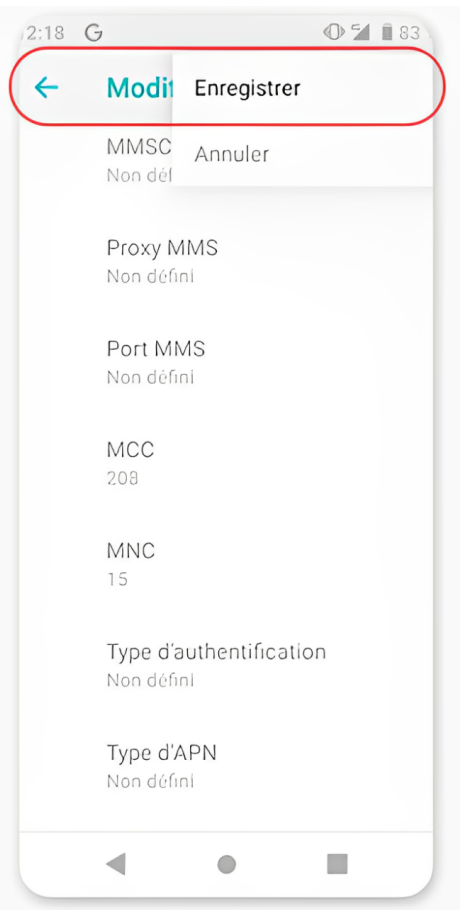 2:18 G 83
Modif Enregistrer
MMSC Annuler
Non déf
Proxy MMS
Non défini
Port MMS
Non défini
MCC
208
MNC
15
Type d'authentification
Non défini
Type d'APN
Non défini